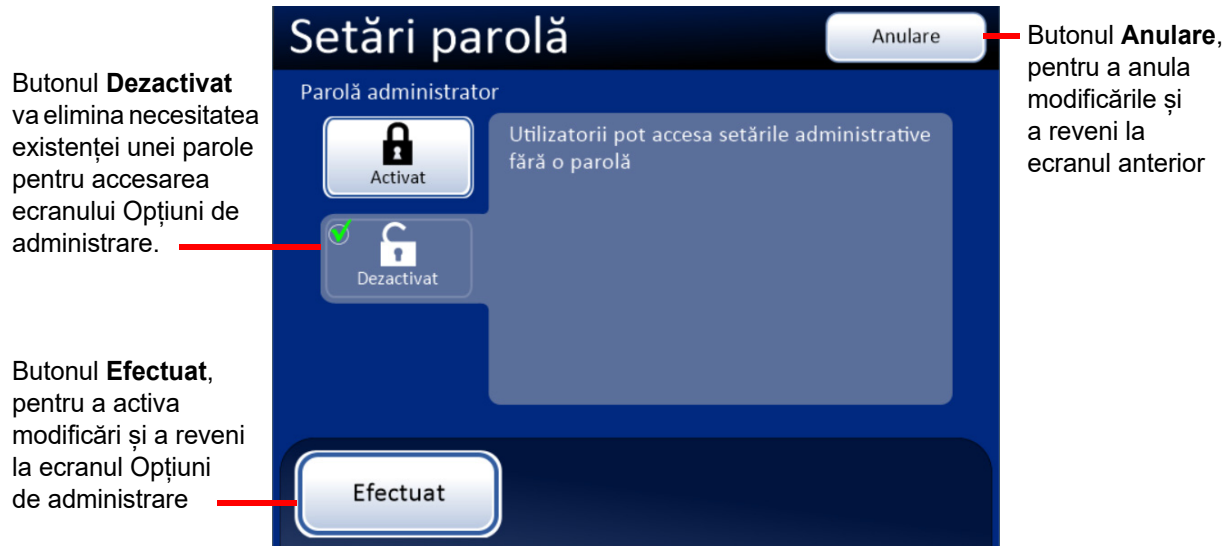 Setări parolă
Anulare
Parolă administrator
Activat
Utilizatorii pot accesa setările administrative
fără o parolă
Dezactivat
Efectuat
Butonul Dezactivat
va elimina necesitatea
existenței unei parole
pentru accesarea
ecranului Opțiuni de
administrare.
Butonul Efectuat,
pentru a activa
modificări și a reveni
la ecranul Opțiuni
de administrare
Butonul Anulare,
pentru a anula
modificările și
a reveni la
ecranul anterior